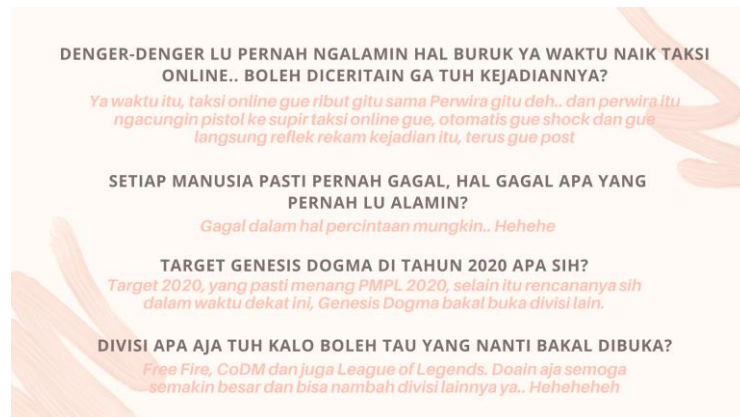 DENGER-DENGER LU PERNAH NGALAMIN HAL BURUK YA WAKTU NAIK TAKSI
ONLINE.. BOLEH DICERITAIN GA TUH KEJADIANNYA?
Ya waktu itu, taksi online gue ribut gitu sama Perwira gitu deh.. dan perwira itu
ngacungin pistol ke supir taksi online gue, otomatis gue shock dan gue
langsung reflek rekam kejadian itu, terus gue post
SETIAP MANUSIA PASTI PERNAH GAGAL, HAL GAGAL APA YANG
PERNAH LU ALAMIN?
Gagal dalam hal percintaan mungkin.. Hehehe
TARGET GENESIS DOGMA DI TAHUN 2020 APA SIH?
Target 2020, yang pasti menang PMPL 2020, selain itu rencananya sih
dalam waktu dekat ini, Genesis Dogma bakal buka divisi lain.
DIVISI APA AJA TUH KALO BOLEH TAU YANG NANTI BAKAL DIBUKA?
Free Fire, CoDM dan juga League of Legends. Doain aja semoga
semakin besar dan bisa nambah divisi lainnya ya.. Heheheheh